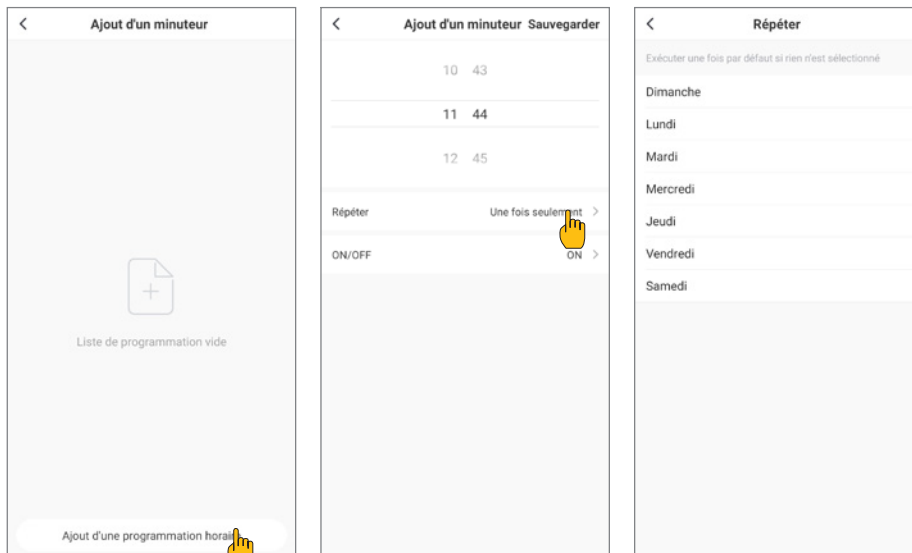 Ajout d'un minuteur
Liste de programmation vide
Ajout d'une programmation
Ajout d'un minuteur Sauvegarder
10 43
11 44
12 45
Répéter Une fois seulement
ON/OFF ON
Répéter
Exécuter une fois par défaut si rien n'est sélectionné
Dimanche
Lundi
Mardi
Mercredi
Jeudi
Vendredi
Samedi